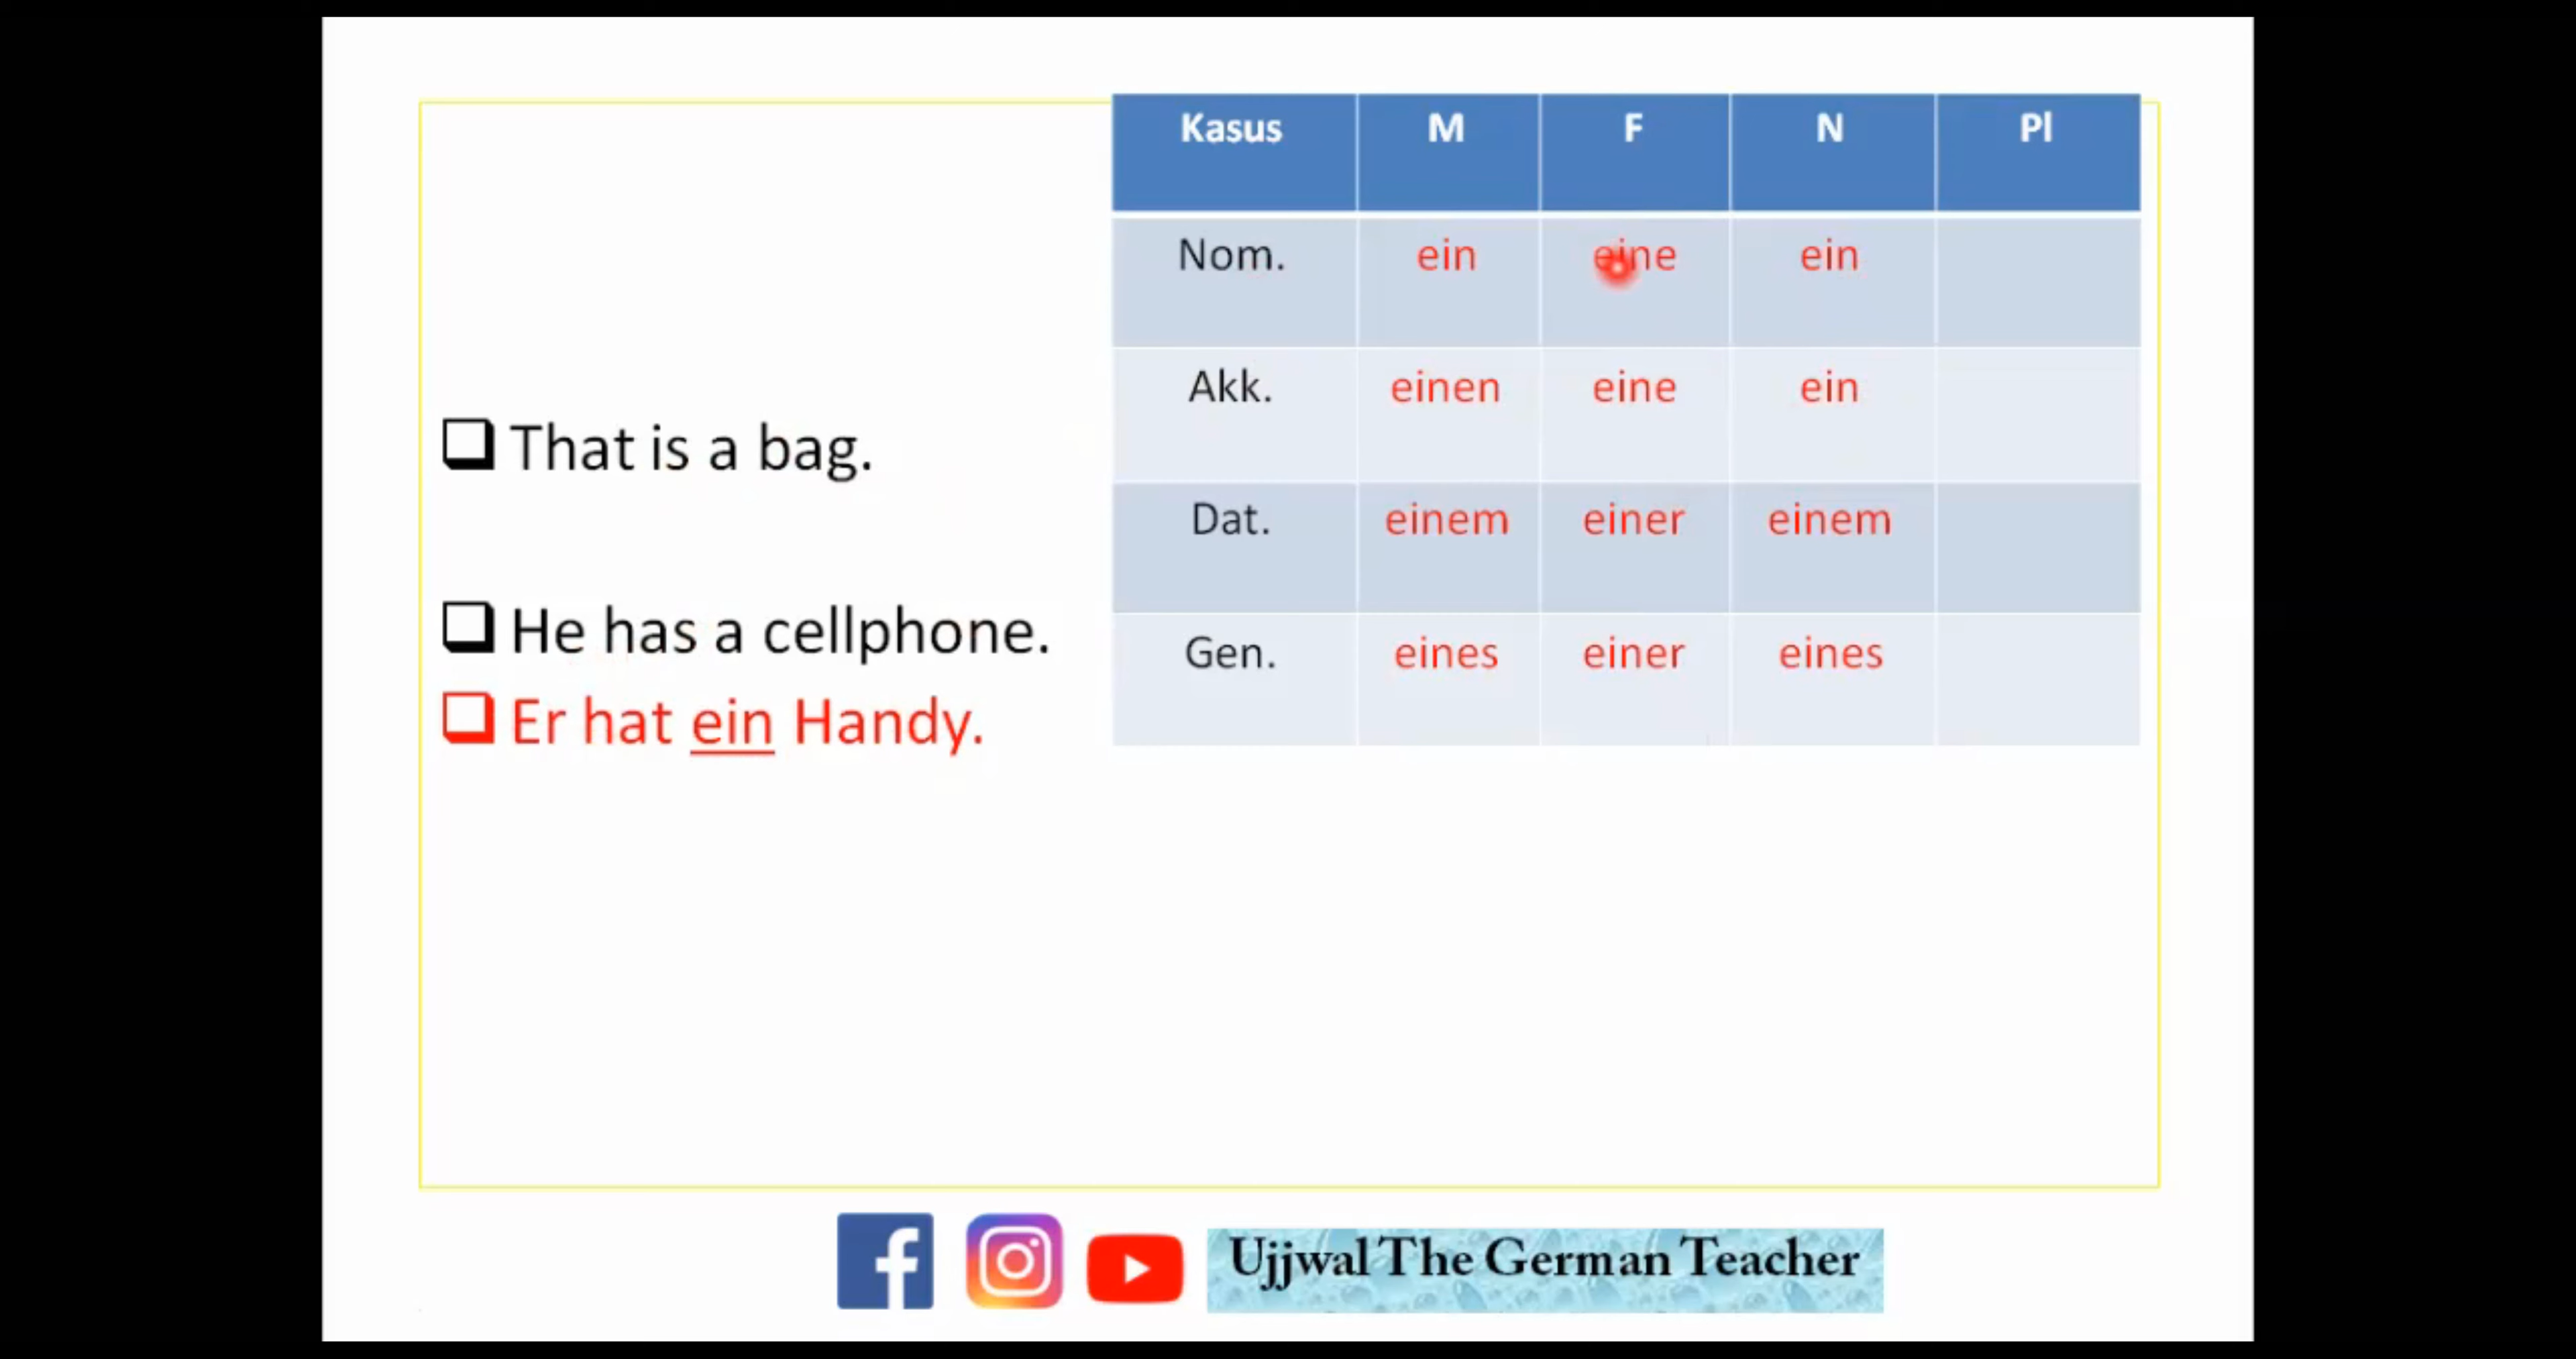 Kasus M F N Pl
Nom. ein eine ein
Akk. einen eine ein
Dat. einem einer einem
Gen. eines einer eines
That is a bag.
He has a cellphone.
Er hat ein Handy.
Ujjwal The German Teacher